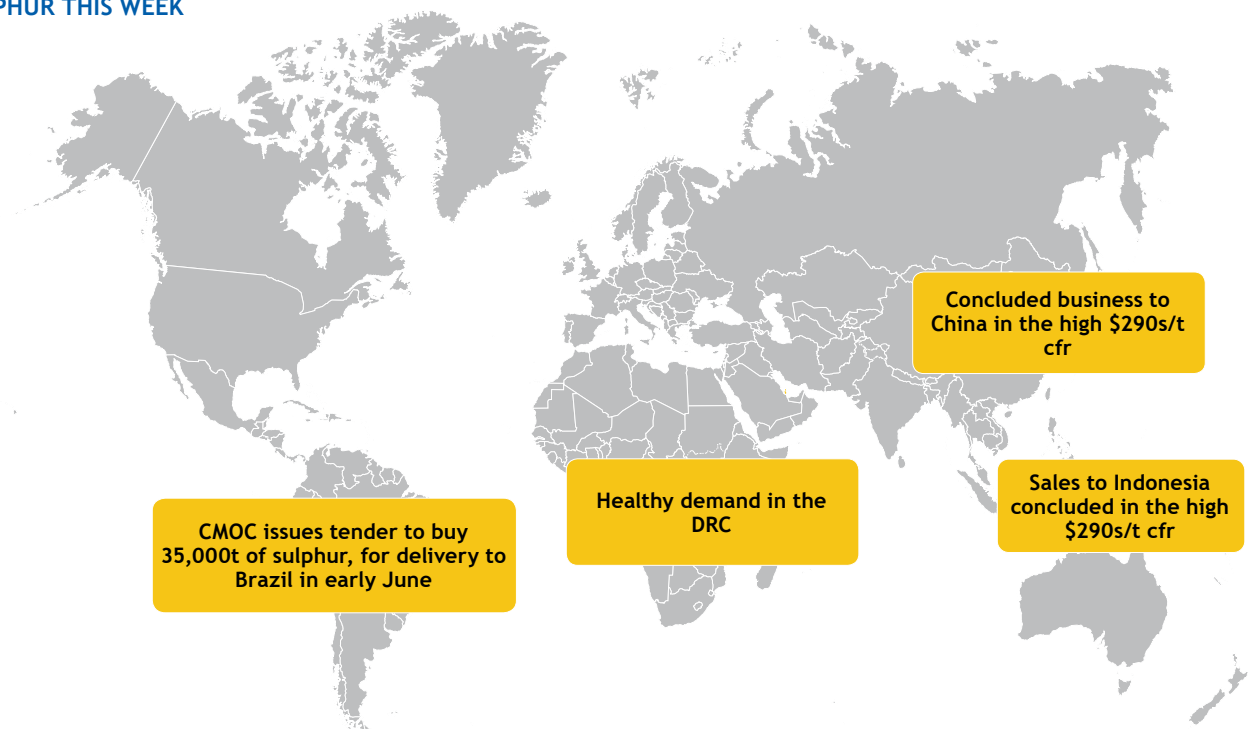 PHUR THIS WEEK
Concluded business to
China in the high $290s/t
cfr
Healthy demand in the
DRC
Sales to Indonesia
concluded in the high
$290s/t cfr
CMOC issues tender to buy
35,000t of sulphur, for delivery to
Brazil in early June